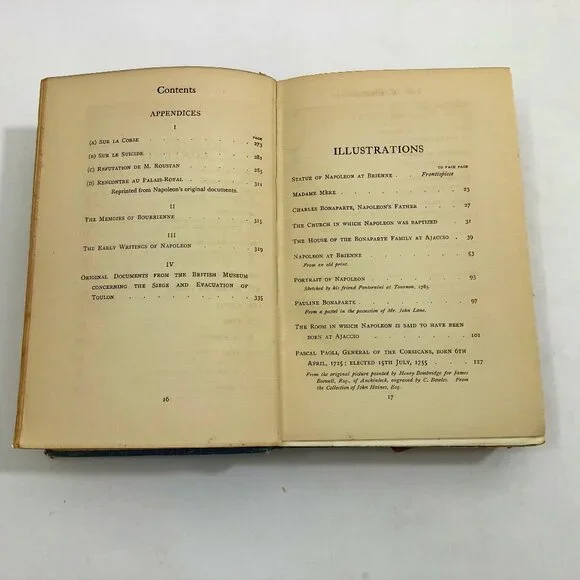 Contents
APPENDICES
I
PAGE
(A) SUR LA CORSE . . . . . . . 273
(B) SUR LE SUICIDE . . . . . . . 282
(C) REFUTATION DE M. ROUSTAN . . . . . 285
(D) RENCONTRE AU PALAIS-ROYAL . . . . . 311
Reprinted from Napoleon's original documents.
II
THE MEMOIRS OF BOURRIENNE . . . . . 315
III
THE EARLY WRITINGS OF NAPOLEON . . . . 319
IV
ORIGINAL DOCUMENTS FROM THE BRITISH MUSEUM
CONCERNING THE SIEGE AND EVACUATION OF
TOULON . . . . . . . . 335
16
ILLUSTRATIONS
TO FACE PAGE
STATUE OF NAPOLEON AT BRIENNE . Frontispiece
MADAME MÈRE . . . . . . . 23
CHARLES BONAPARTE, NAPOLEON'S FATHER . . 27
THE CHURCH IN WHICH NAPOLEON WAS BAPTIZED . 31
THE HOUSE OF THE BONAPARTE FAMILY AT AJACCIO . 39
NAPOLEON AT BRIENNE . . . . . . 53
From an old print.
PORTRAIT OF NAPOLEON . . . . . . 93
Sketched by his friend Pontornini at Tournon, 1785.
PAULINE BONAPARTE . . . . . . 97
From a pastel in the possession of Mr. John Lane.
THE ROOM IN WHICH NAPOLEON IS SAID TO HAVE BEEN
BORN AT AJACCIO . . . . . . 101
PASCAL PAOLI, GENERAL OF THE CORSICANS, BORN 6TH
APRIL, 1725; ELECTED 15TH JULY, 1755 . . . 127
From the original picture painted by Henry Bembridge for James
Boswell, Esq., of Auchinleck, engraved by C. Dowles. From
the Collection of John Haines, Esq.
17